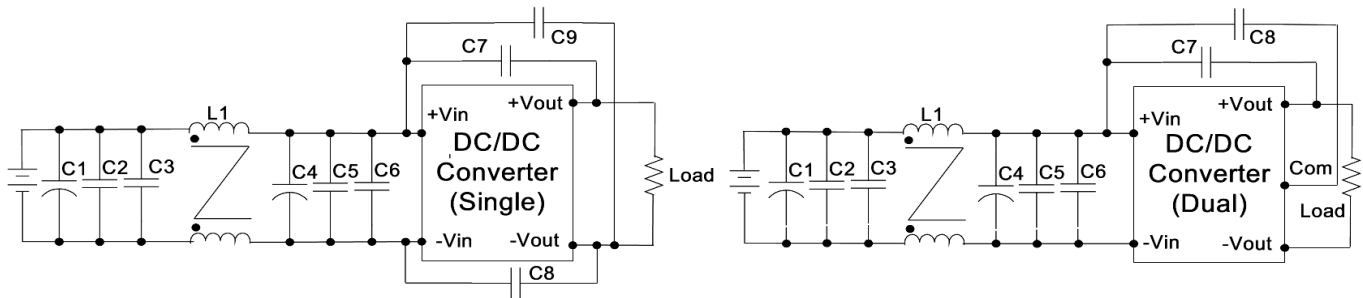 C9
C7
+Vout
L1
+Vin
DC/DC
Converter
(Single)
C1
C2
C3
C4
C5
C6
Load
-Vin
-Vout
C8
C8
C7
+Vout
L1
+Vin
DC/DC
Converter
(Dual)
Com
C1
C2
C3
C4
C5
C6
Load
-Vin
-Vout